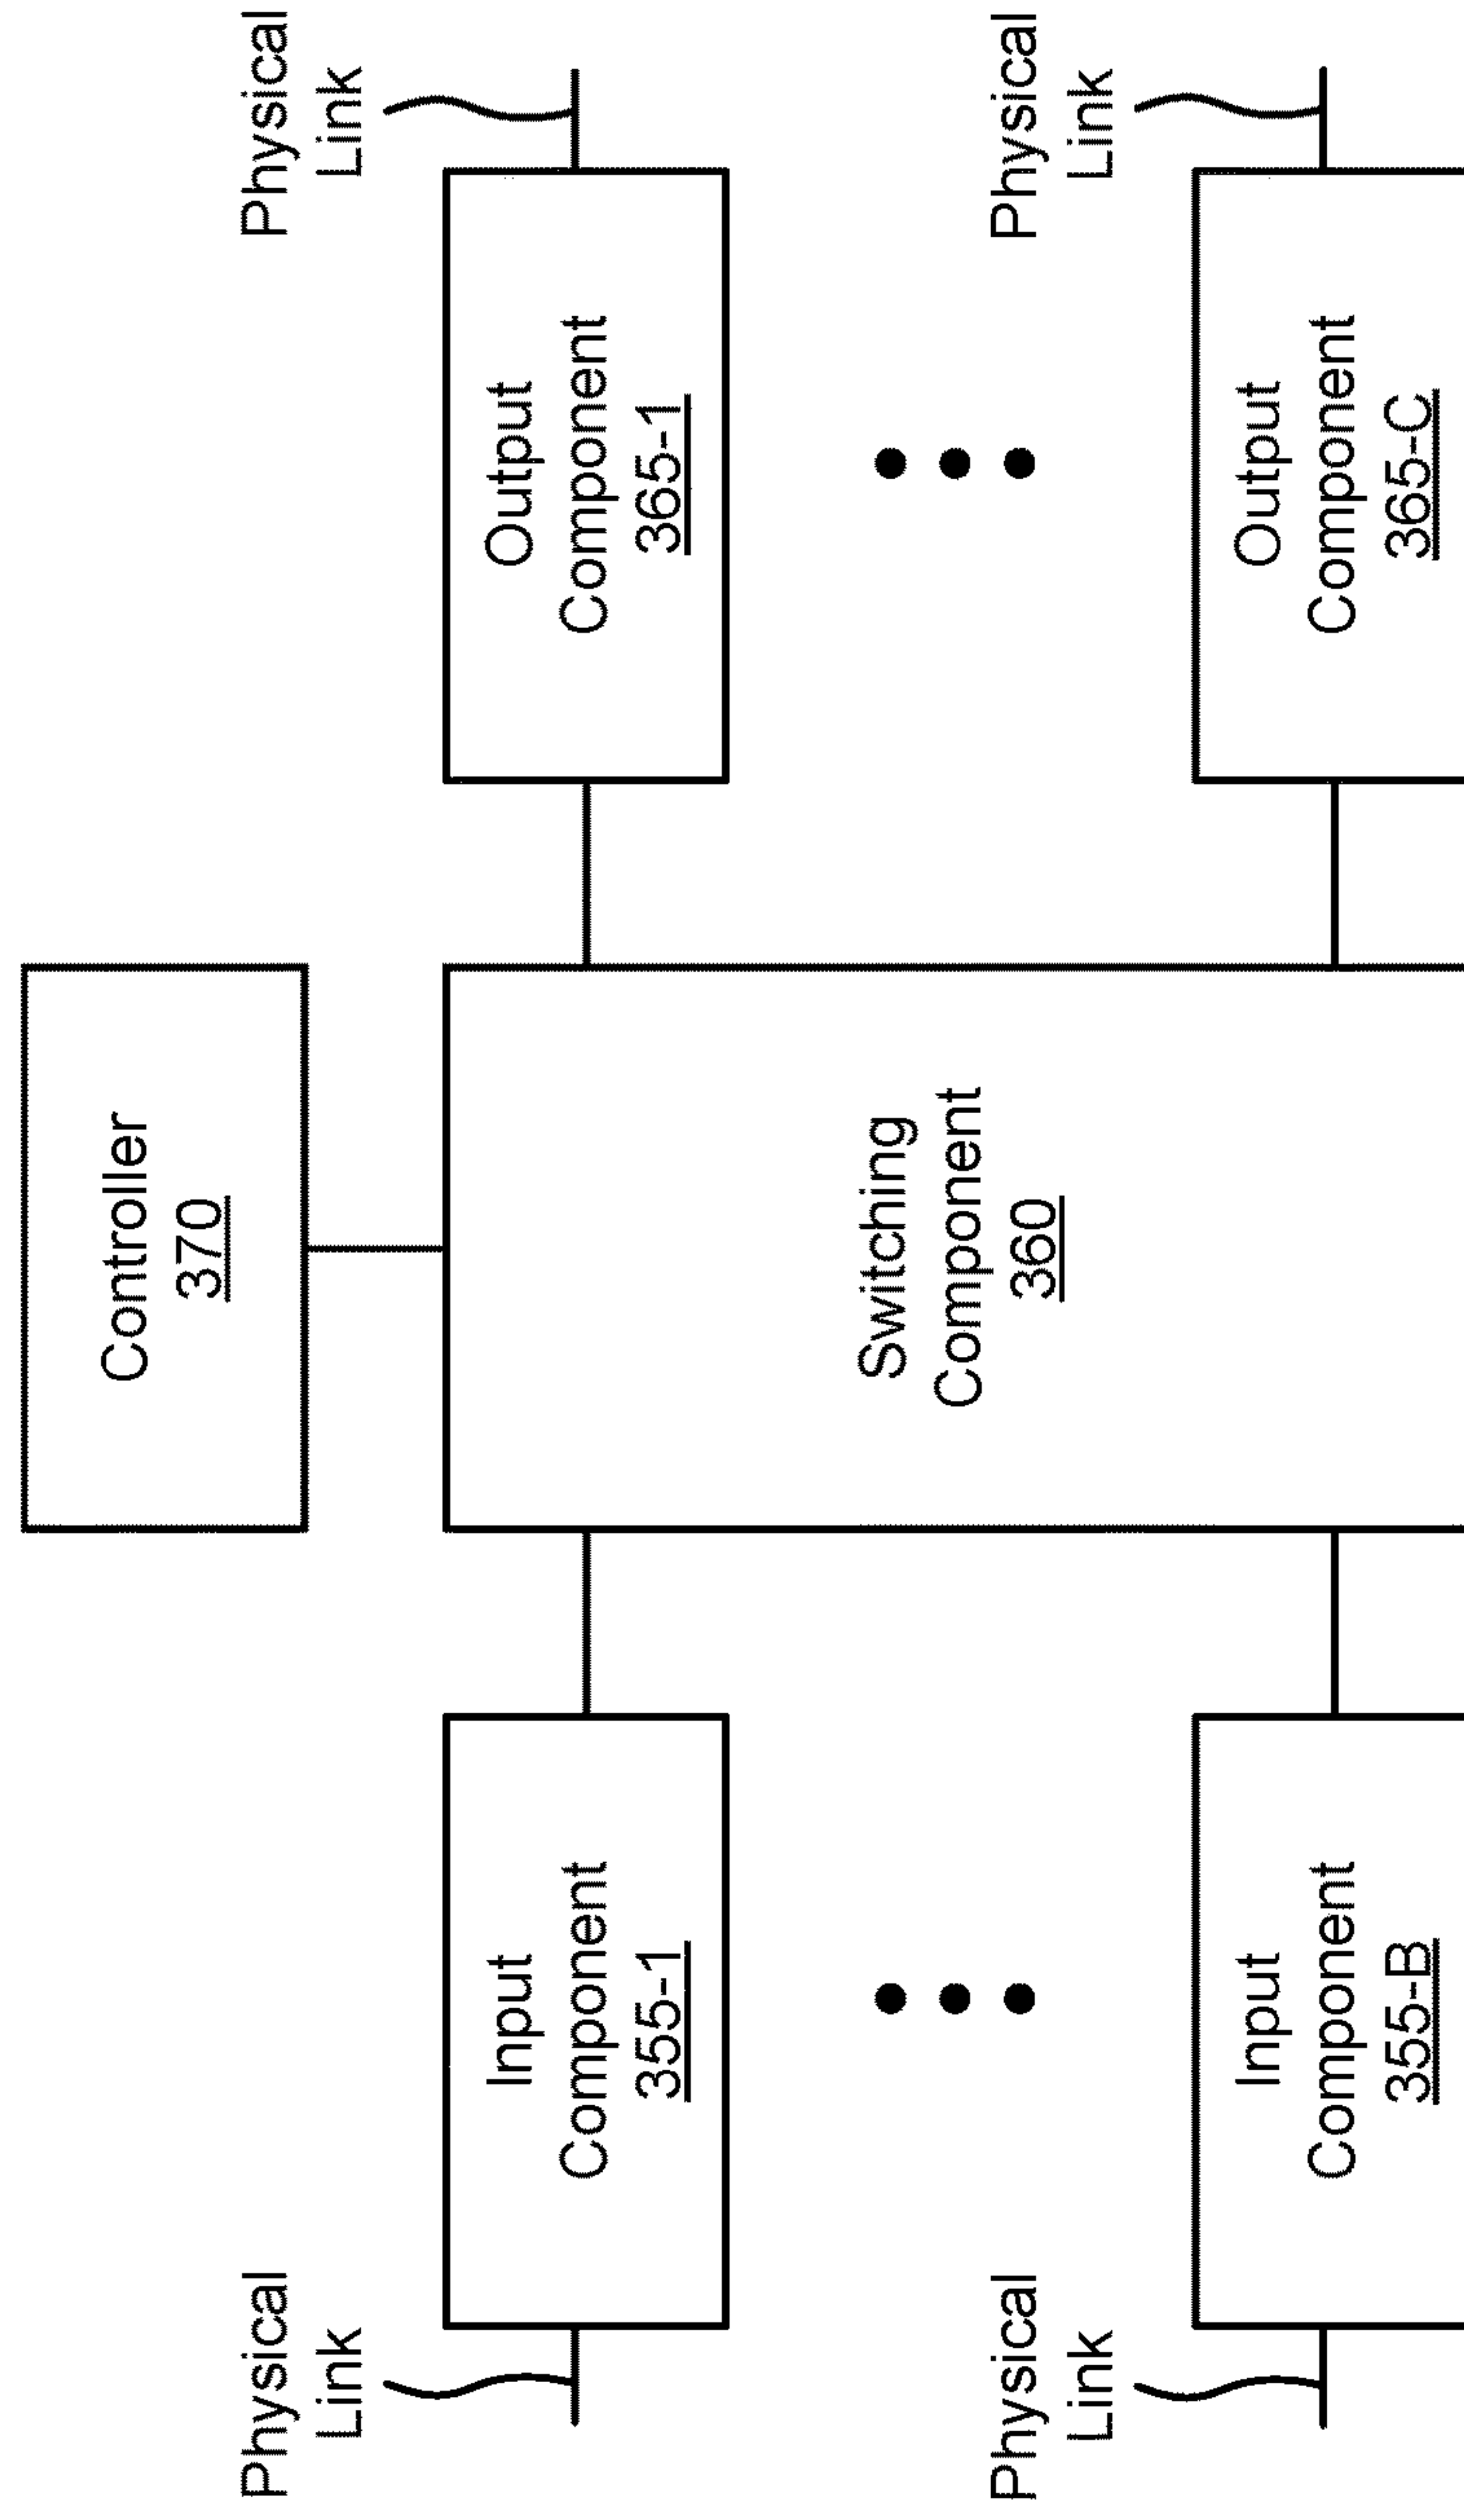 Controller
370
Physical
Link
Physical
Link
Input
Component
355-1
Output
Component
365-1
Switching
Component
360
Physical
Link
Physical
Link
Input
Component
355-B
Output
Component
365-C